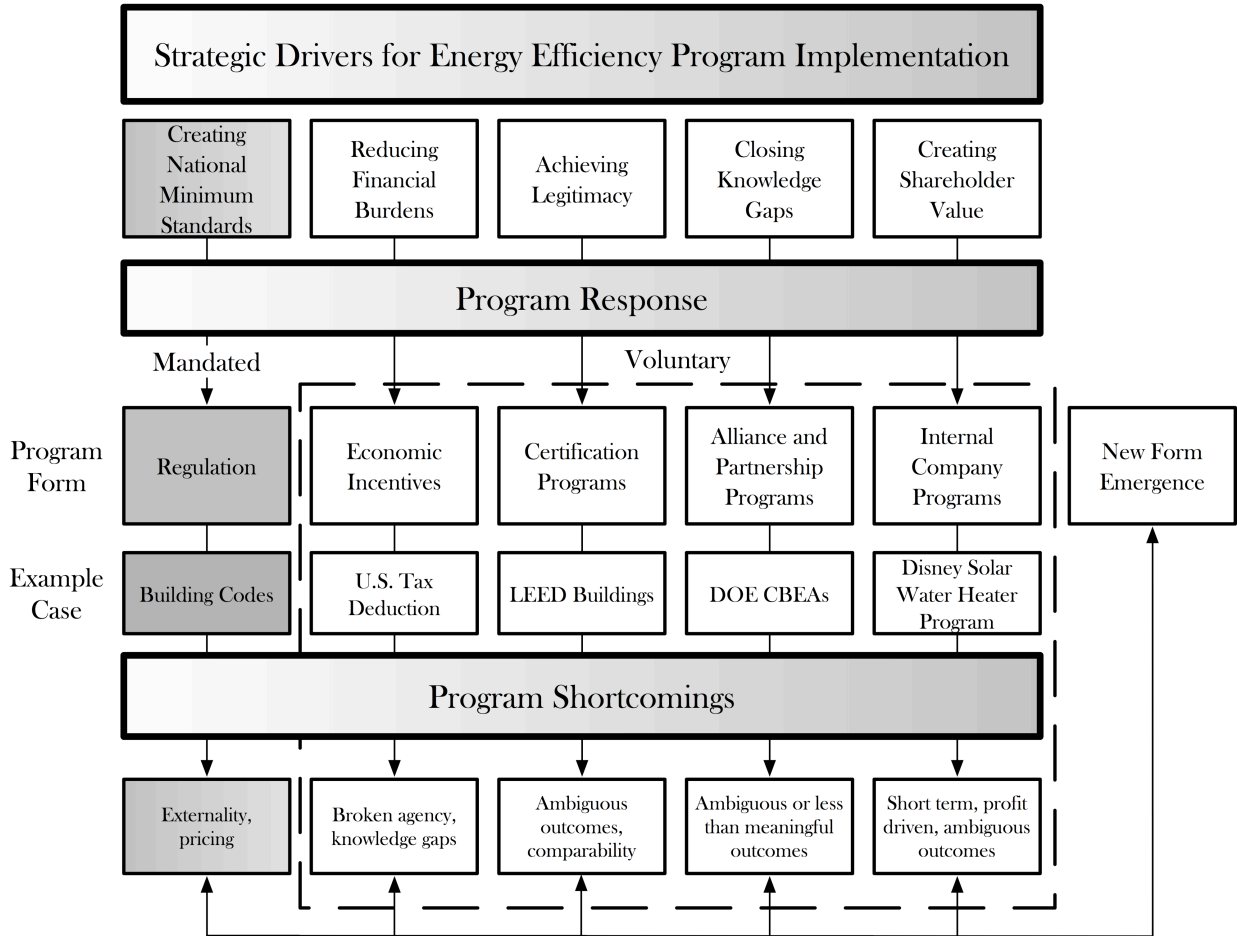 Strategic Drivers for Energy Efficiency Program Implementation
Creating
National
Minimum
Standards
Reducing
Financial
Burdens
Achieving
Legitimacy
Closing
Knowledge
Gaps
Creating
Shareholder
Value
Program Response
Mandated
Voluntary
Program
Form
Regulation
Economic
Incentives
Certification
Programs
Alliance and
Partnership
Programs
Internal
Company
Programs
New Form
Emergence
Example
Case
Building Codes
U.S. Tax
Deduction
LEED Buildings
DOE CBEAs
Disney Solar
Water Heater
Program
Program Shortcomings
Externality,
pricing
Broken agency,
knowledge gaps
Ambiguous
outcomes,
comparability
Ambiguous or less
than meaningful
outcomes
Short term, profit
driven, ambiguous
outcomes